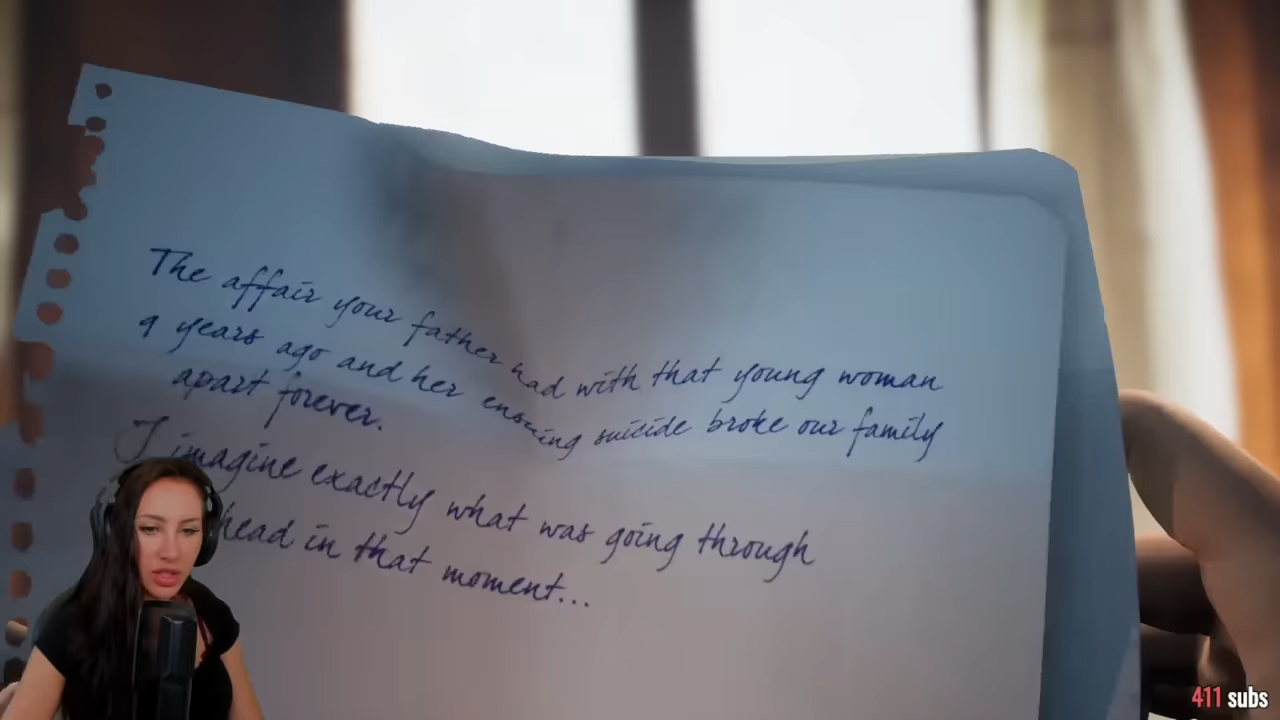 The affair your father had with that young woman
9 years ago and her ensuing suicide broke our family
apart forever.
I imagine exactly what was going through
head in that moment...
411 subs